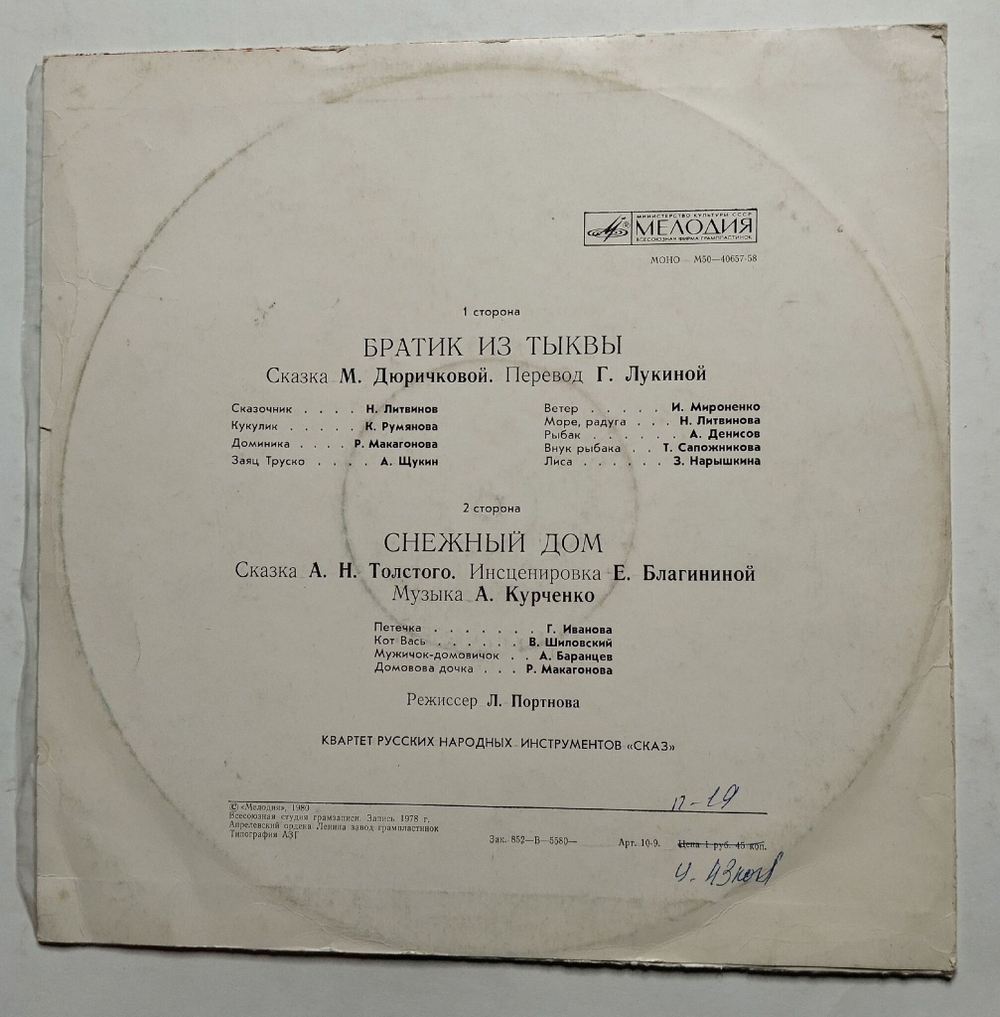 МИНИСТЕРСТВО КУЛЬТУРЫ СССР
МЕЛОДИЯ
ВСЕСОЮЗНАЯ ФИРМА ГРАМПЛАСТИНОК
МОНО М50—40657-58
1 сторона
БРАТИК ИЗ ТЫКВЫ
Сказка М. Дюричковой. Перевод Г. Лукиной
Сказочник . . . . Н. Литвинов
Кукулик . . . . . К. Румянова
Доминика . . . . Р. Макагонова
Заяц Труско . . . . А. Щукин
Ветер . . . . . И. Мироненко
Море, радуга . . . Н. Литвинова
Рыбак . . . . . . А. Денисов
Внук рыбака . . Т. Сапожникова
Лиса . . . . . . З. Нарышкина
2 сторона
СНЕЖНЫЙ ДОМ
Сказка А. Н. Толстого. Инсценировка Е. Благининой
Музыка А. Курченко
Петечка . . . . . . . Г. Иванова
Кот Вась . . . . . . В. Шиловский
Мужичок-домовичок . . А. Баранцев
Домовова дочка . . . Р. Макагонова
Режиссер Л. Портнова
КВАРТЕТ РУССКИХ НАРОДНЫХ ИНСТРУМЕНТОВ «СКАЗ»
п-19
© «Мелодия», 1980
Всесоюзная студия грамзаписи. Запись 1978 г.
Апрелевский ордена Ленина завод грампластинок
Типография АЗГ
Зак. 852—В—5580— Арт. 10-9. Цена 1 руб. 45 коп.